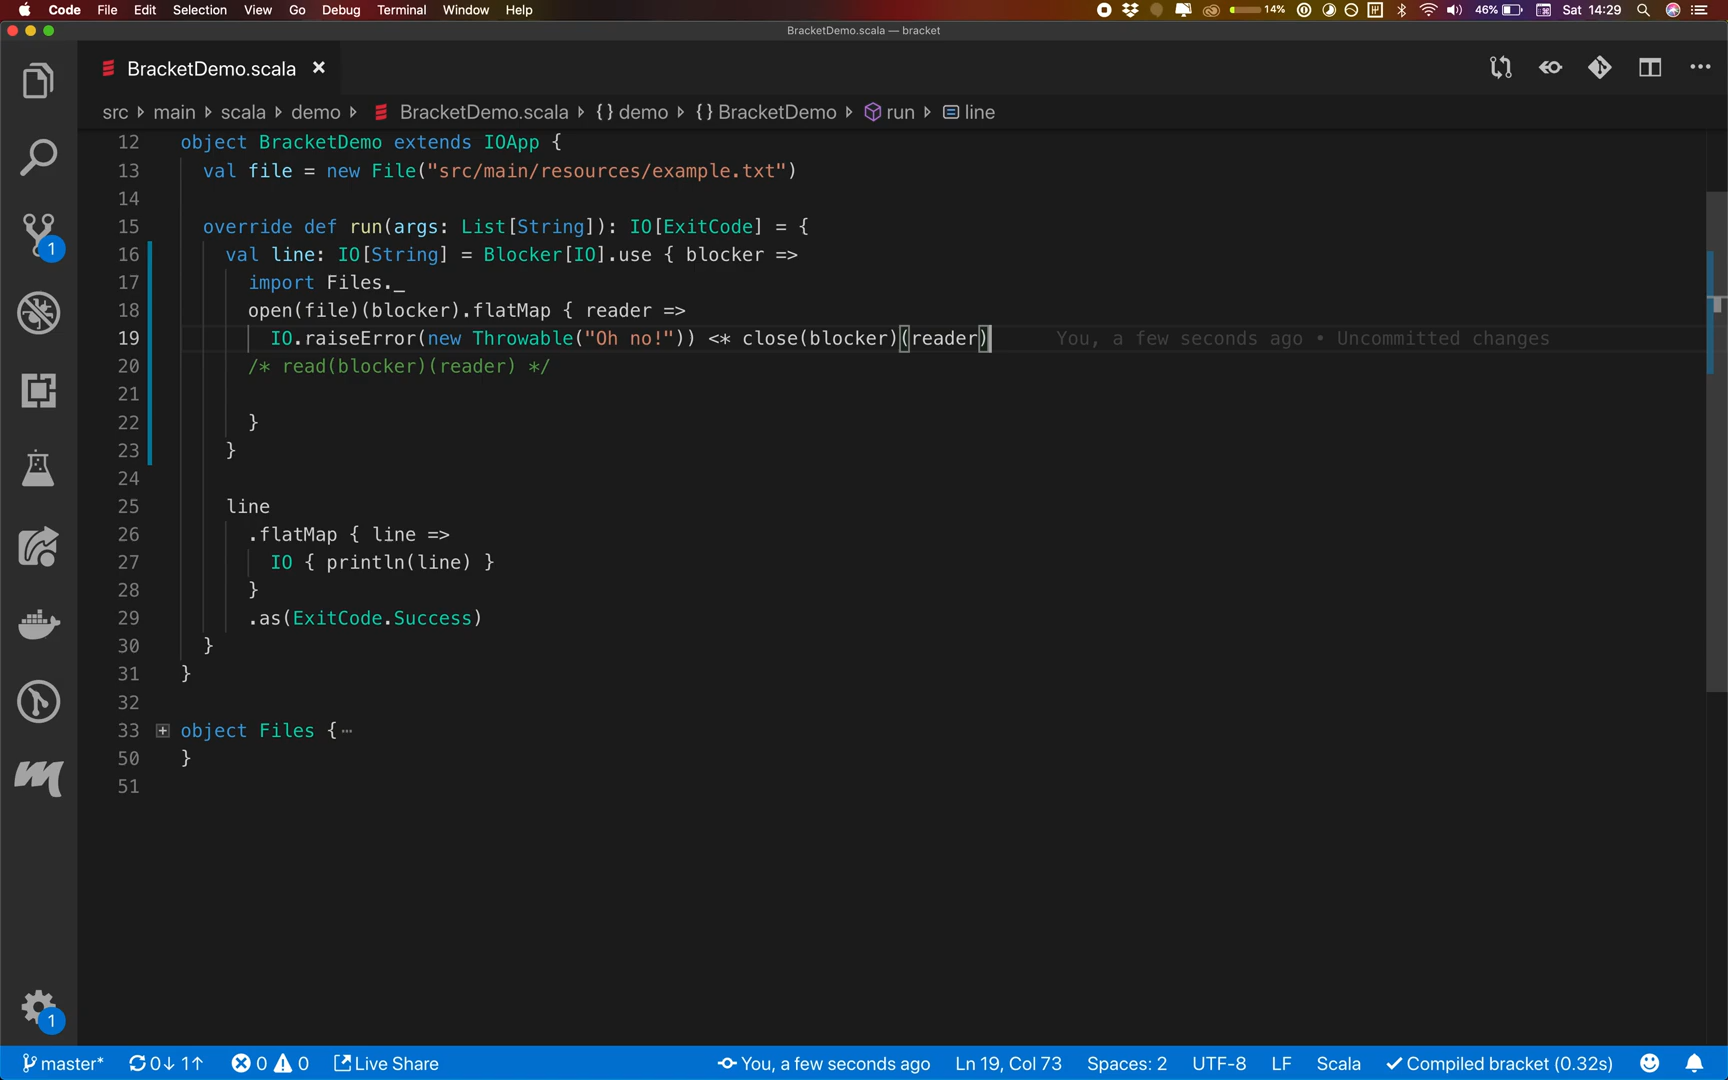 Code File Edit Selection View Go Debug Terminal Window Help 14% 46% Sat 14:29
BracketDemo.scala — bracket
BracketDemo.scala
src main scala demo BracketDemo.scala {} demo {} BracketDemo run line
12 object BracketDemo extends IOApp {
13 val file = new File("src/main/resources/example.txt")
14
15 override def run(args: List[String]): IO[ExitCode] = {
16 val line: IO[String] = Blocker[IO].use { blocker =>
17 import Files._
18 open(file)(blocker).flatMap { reader =>
19 IO.raiseError(new Throwable("Oh no!")) <* close(blocker)(reader) You, a few seconds ago • Uncommitted changes
20 /* read(blocker)(reader) */
21
22 }
23 }
24
25 line
26 .flatMap { line =>
27 IO { println(line) }
28 }
29 .as(ExitCode.Success)
30 }
31 }
32
33 object Files {⋯
50 }
51
1
1
master* 0↓ 1↑ 0 0 Live Share You, a few seconds ago Ln 19, Col 73 Spaces: 2 UTF-8 LF Scala Compiled bracket (0.32s)